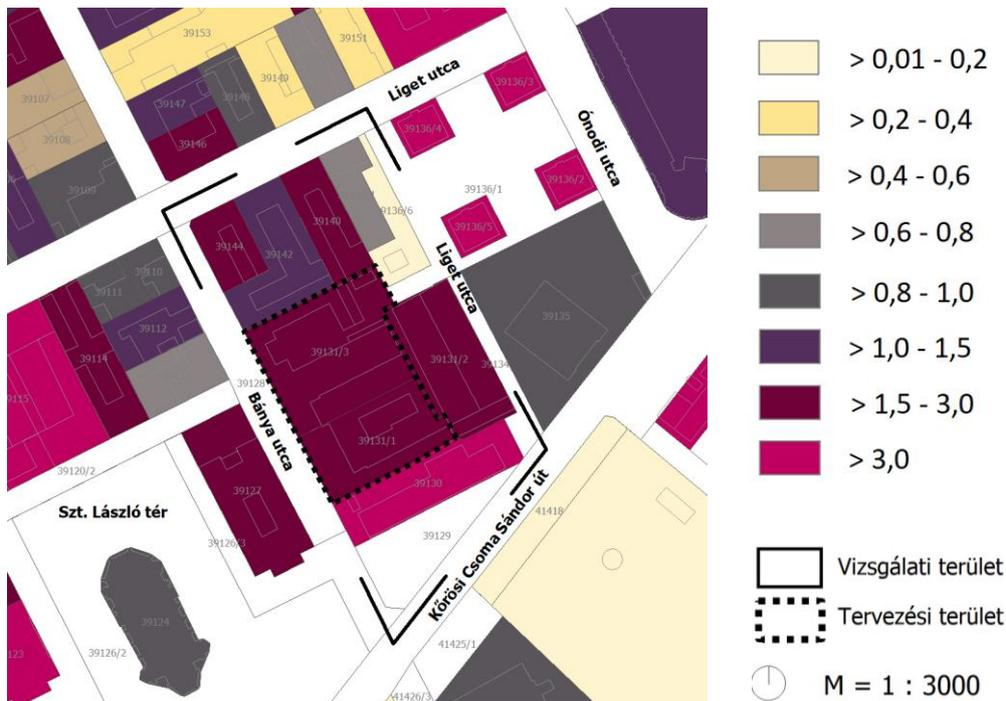 39153
39151
39107
39147
39148
39149
Liget utca
39136/3
39108
39146
39136/4
Ónodi utca
39109
39136/1
39136/2
39140
39136/6
39144
39142
39136/5
39110
39111
Liget utca
39112
39135
39114
39131/3
39131/2
39134
39128
39115
Bánya utca
39131/1
39120/2
39127
39130
Szt. László tér
39126/3
39129
41418
Kőrösi Csoma Sándor út
39124
39126/2
41425/1
41426/3
> 0,01 - 0,2
> 0,2 - 0,4
> 0,4 - 0,6
> 0,6 - 0,8
> 0,8 - 1,0
> 1,0 - 1,5
> 1,5 - 3,0
> 3,0
Vizsgálati terület
Tervezési terület
M = 1 : 3000